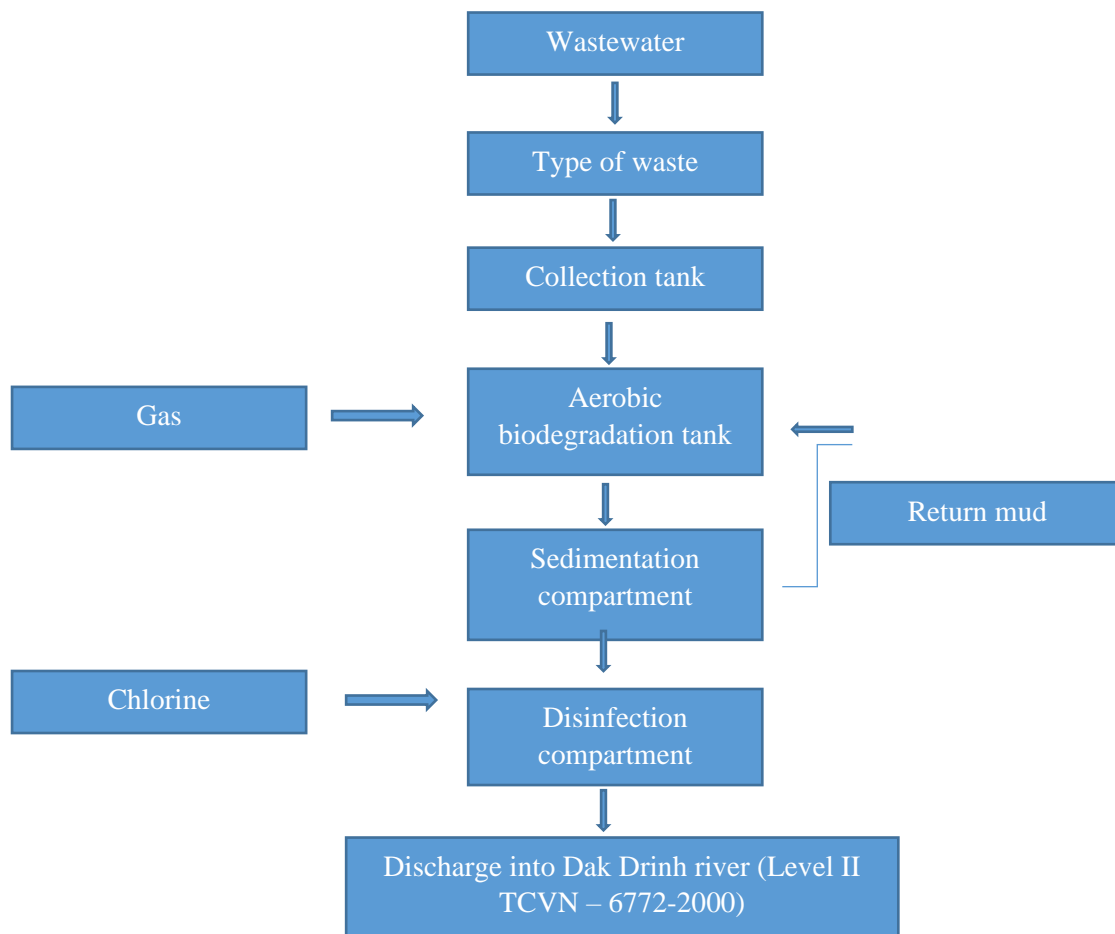 Wastewater
Type of waste
Collection tank
Gas
Aerobic
biodegradation tank
Return mud
Sedimentation
compartment
Chlorine
Disinfection
compartment
Discharge into Dak Drinh river (Level II
TCVN – 6772-2000)